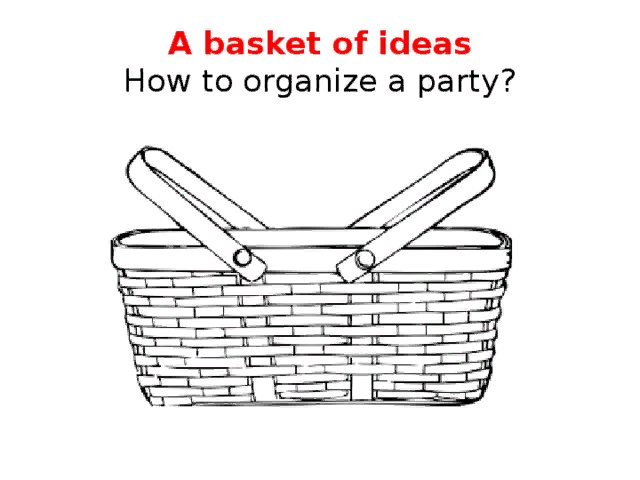 A basket of ideas
How to organize a party?